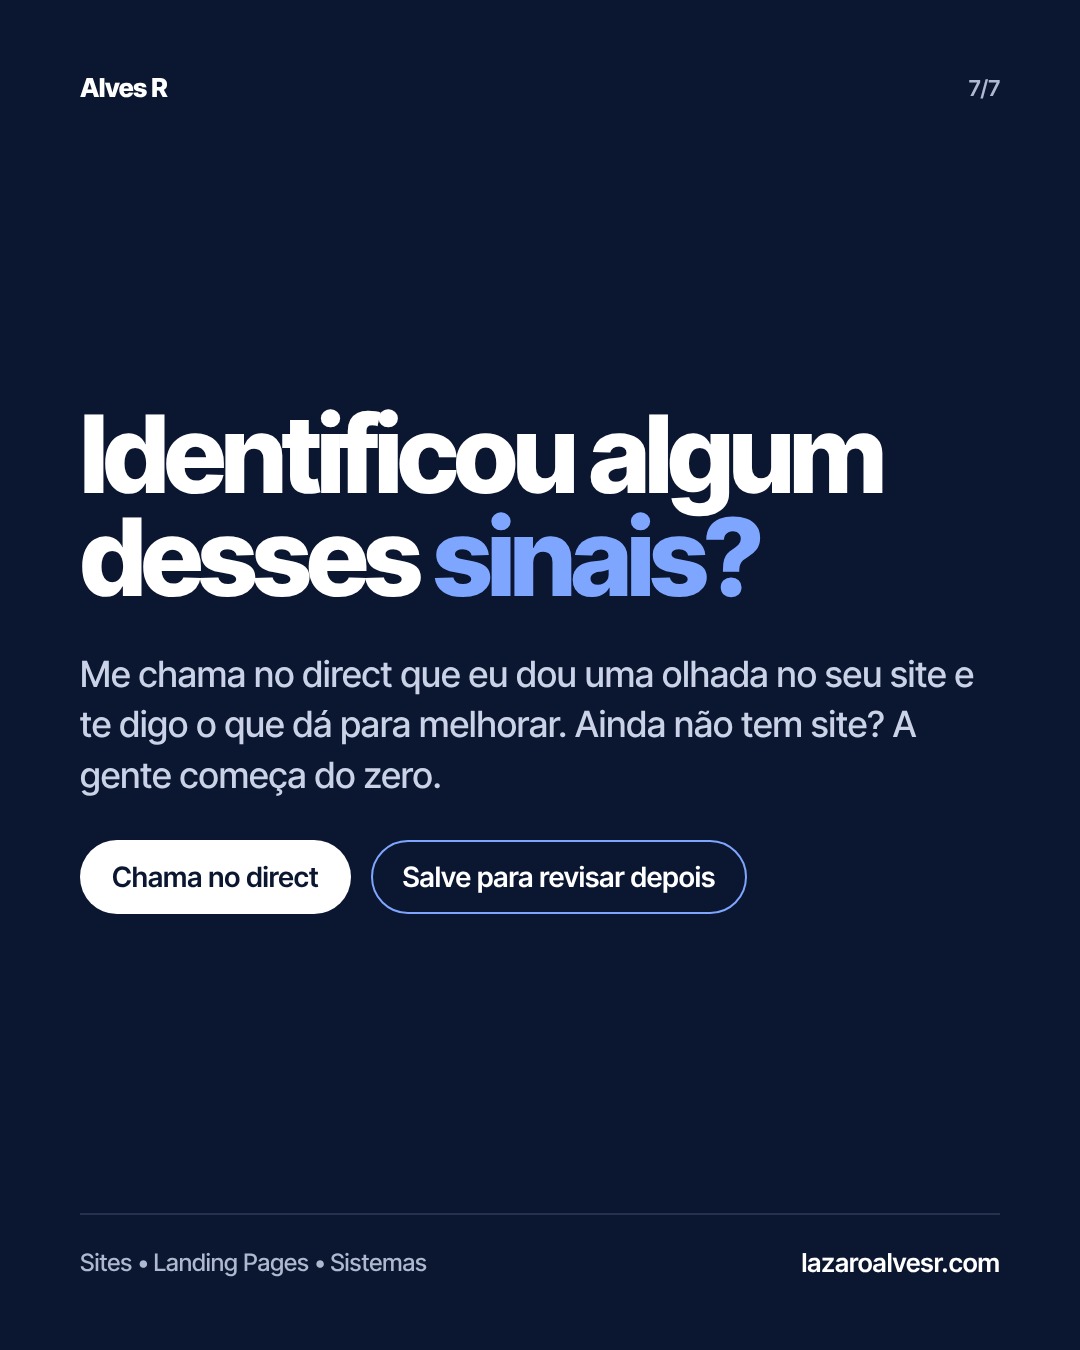 Alves R
7/7
Identificou algum
desses sinais?
Me chama no direct que eu dou uma olhada no seu site e
te digo o que dá para melhorar. Ainda não tem site? A
gente começa do zero.
Chama no direct
Salve para revisar depois
Sites • Landing Pages • Sistemas
lazaroalvesr.com